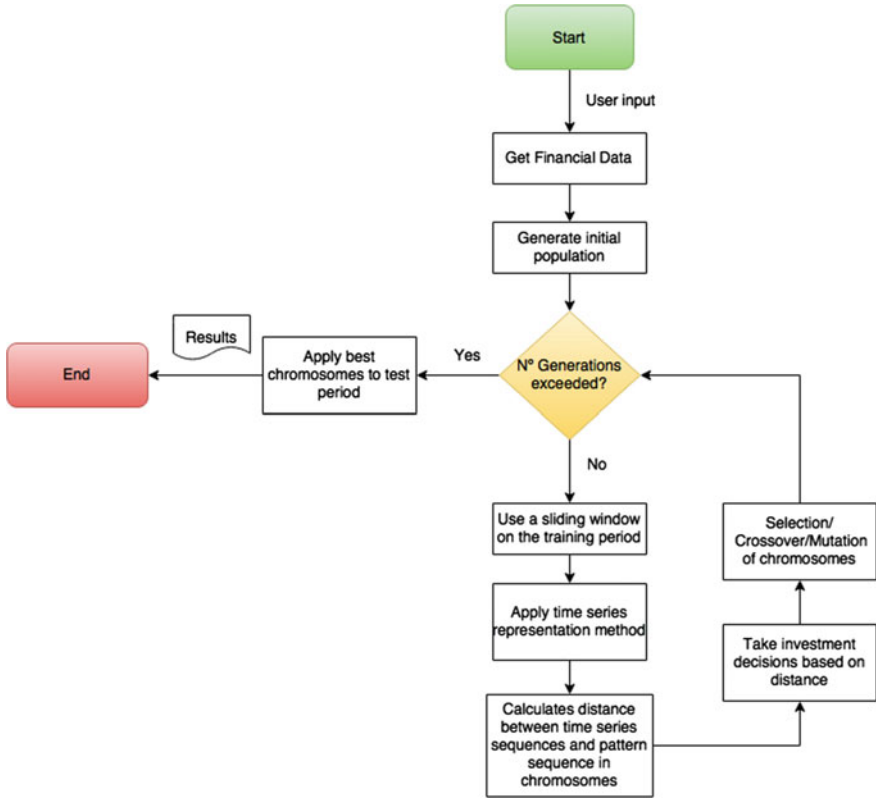 Start
User input
Get Financial Data
Generate initial
population
Nº Generations
exceeded?
Yes
Apply best
chromosomes to test
period
Results
End
No
Use a sliding window
on the training period
Apply time series
representation method
Calculates distance
between time series
sequences and pattern
sequence in
chromosomes
Take investment
decisions based on
distance
Selection/
Crossover/Mutation
of chromosomes